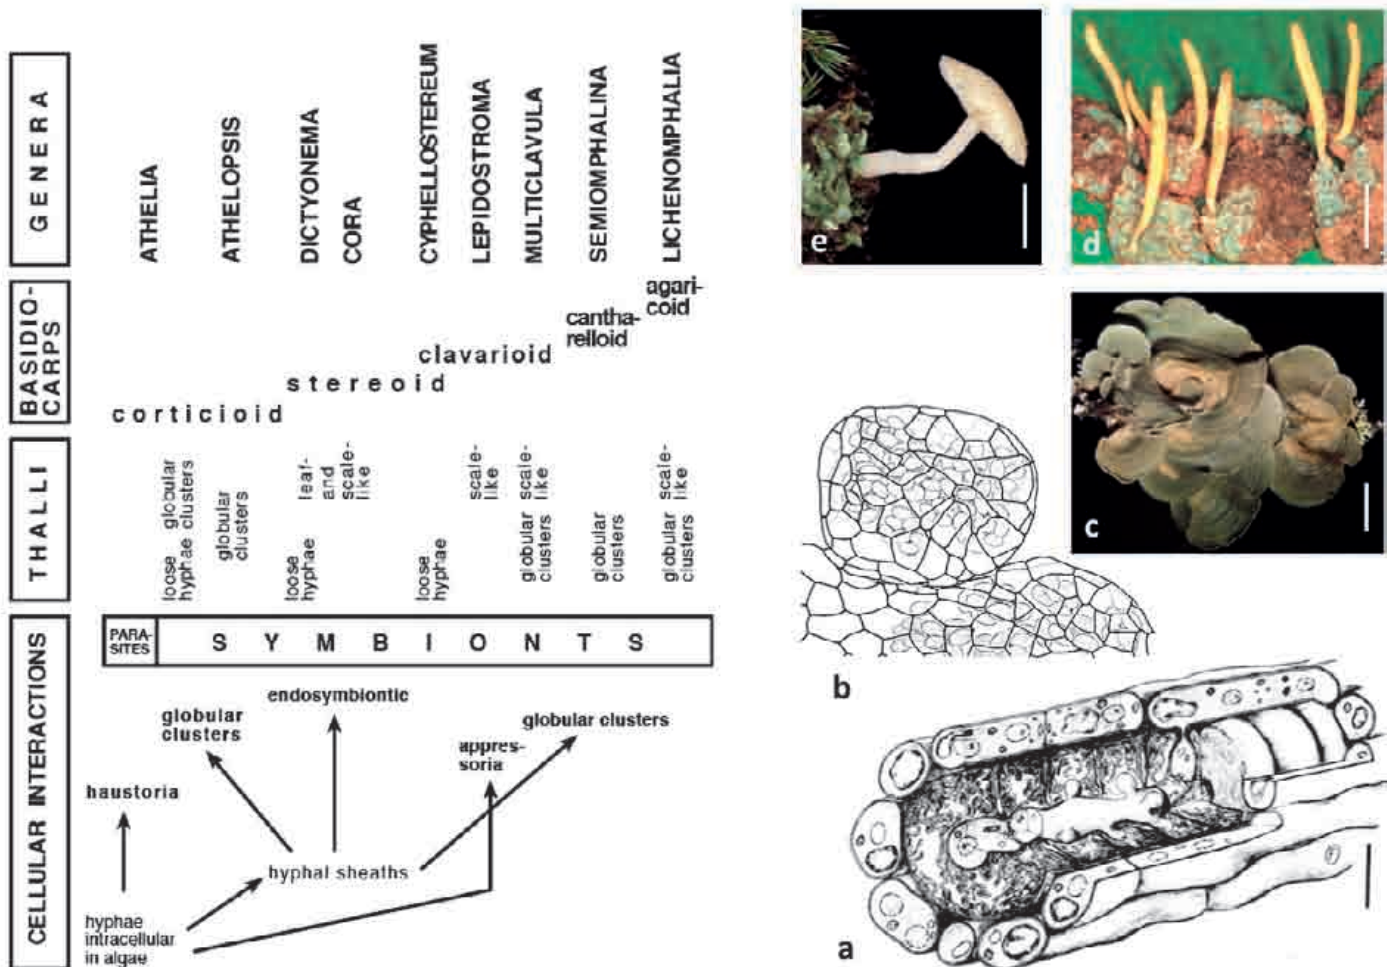 GENERA
ATHELIA
ATHELOPSIS
DICTYONEMA
CORA
CYPHELLOSTEREUM
LEPIDOSTROMA
MULTICLAVULA
SEMIOMPHALINA
LICHENOMPHALIA
BASIDIO-
CARPS
agari-
coid
cantha-
relloid
clavarioid
stereoid
corticioid
THALLI
loose globular
hyphae clusters
globular
clusters
loose
hyphae
leaf-
and
scale-
like
loose
hyphae
scale-
like
globular scale-
clusters like
globular
clusters
globular scale-
clusters like
PARA-
SITES
SYMBIONTS
CELLULAR INTERACTIONS
endosymbiontic
globular
clusters
globular clusters
appres-
soria
haustoria
hyphal sheaths
hyphae
intracellular
in algae
e
d
c
b
a